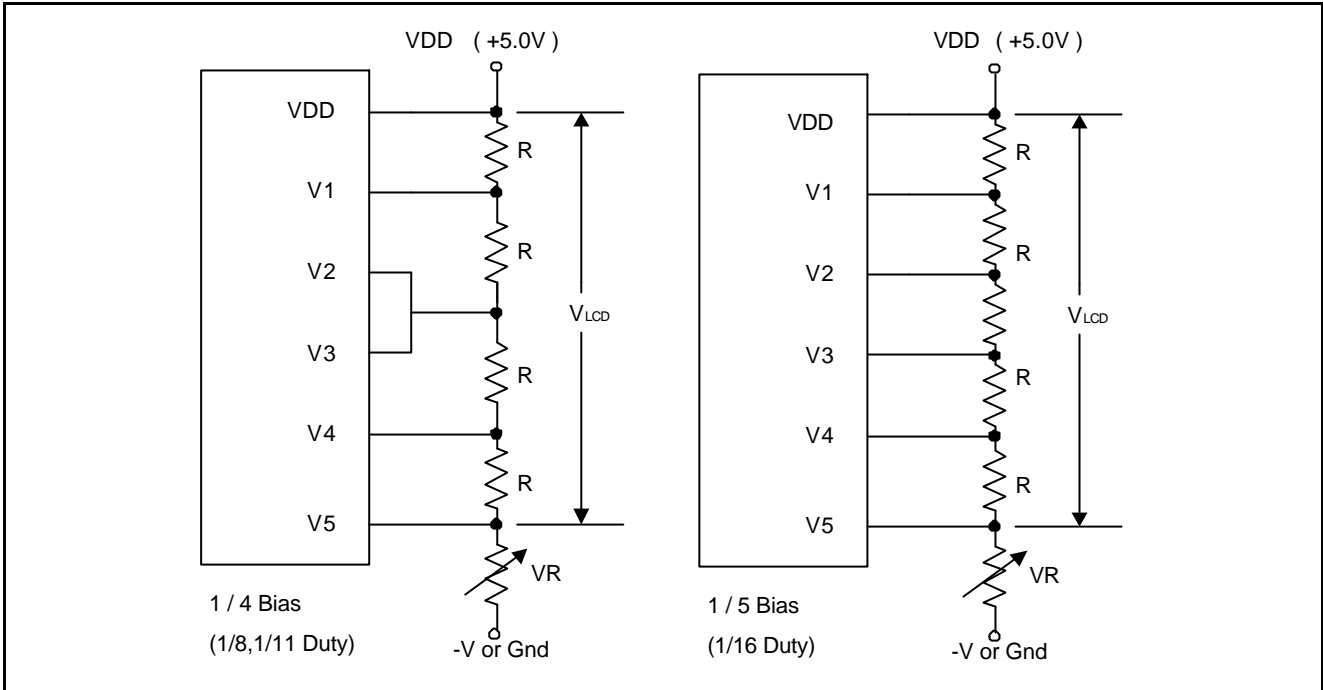 VDD ( +5.0V )
VDD
R
V1
R
V2
VLCD
V3
R
V4
R
V5
VR
1 / 4 Bias
(1/8,1/11 Duty)
-V or Gnd
VDD ( +5.0V )
VDD
R
V1
R
V2
VLCD
V3
R
V4
R
V5
VR
1 / 5 Bias
(1/16 Duty)
-V or Gnd